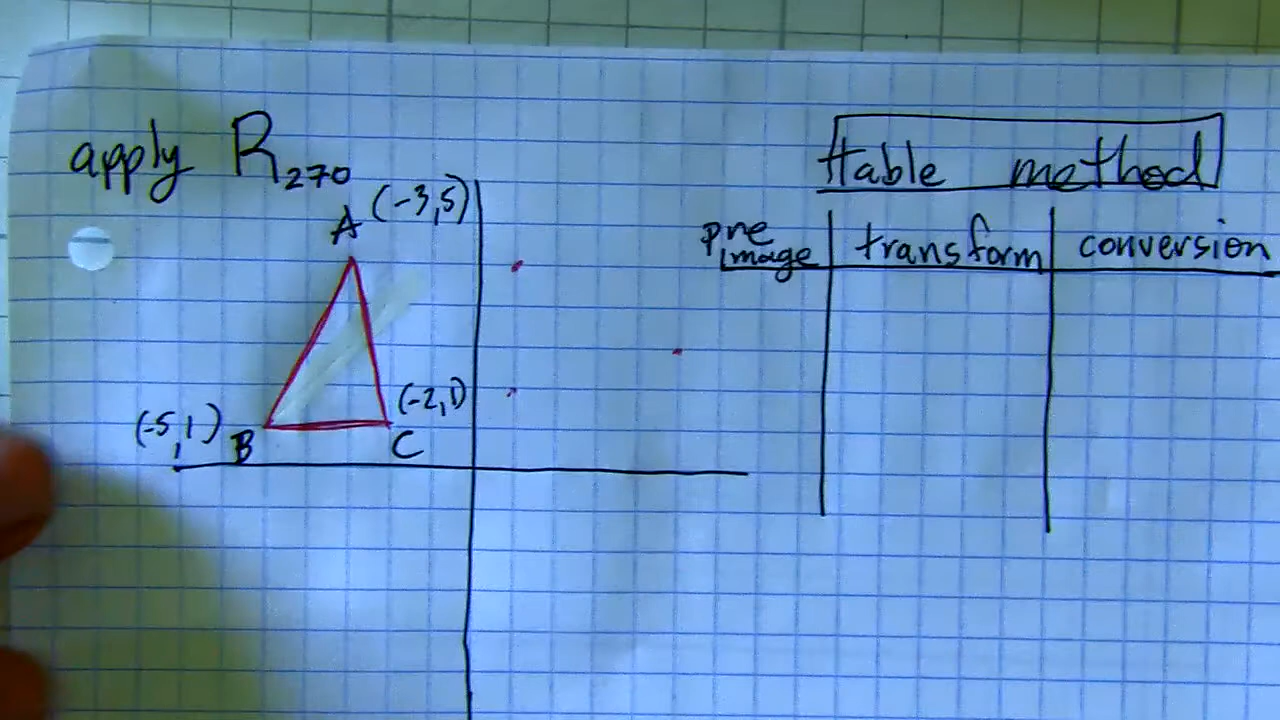 apply R₂₇₀
table method
A (-3,5)
pre image
transform
conversion
(-2,1)
(-5,1) B
C